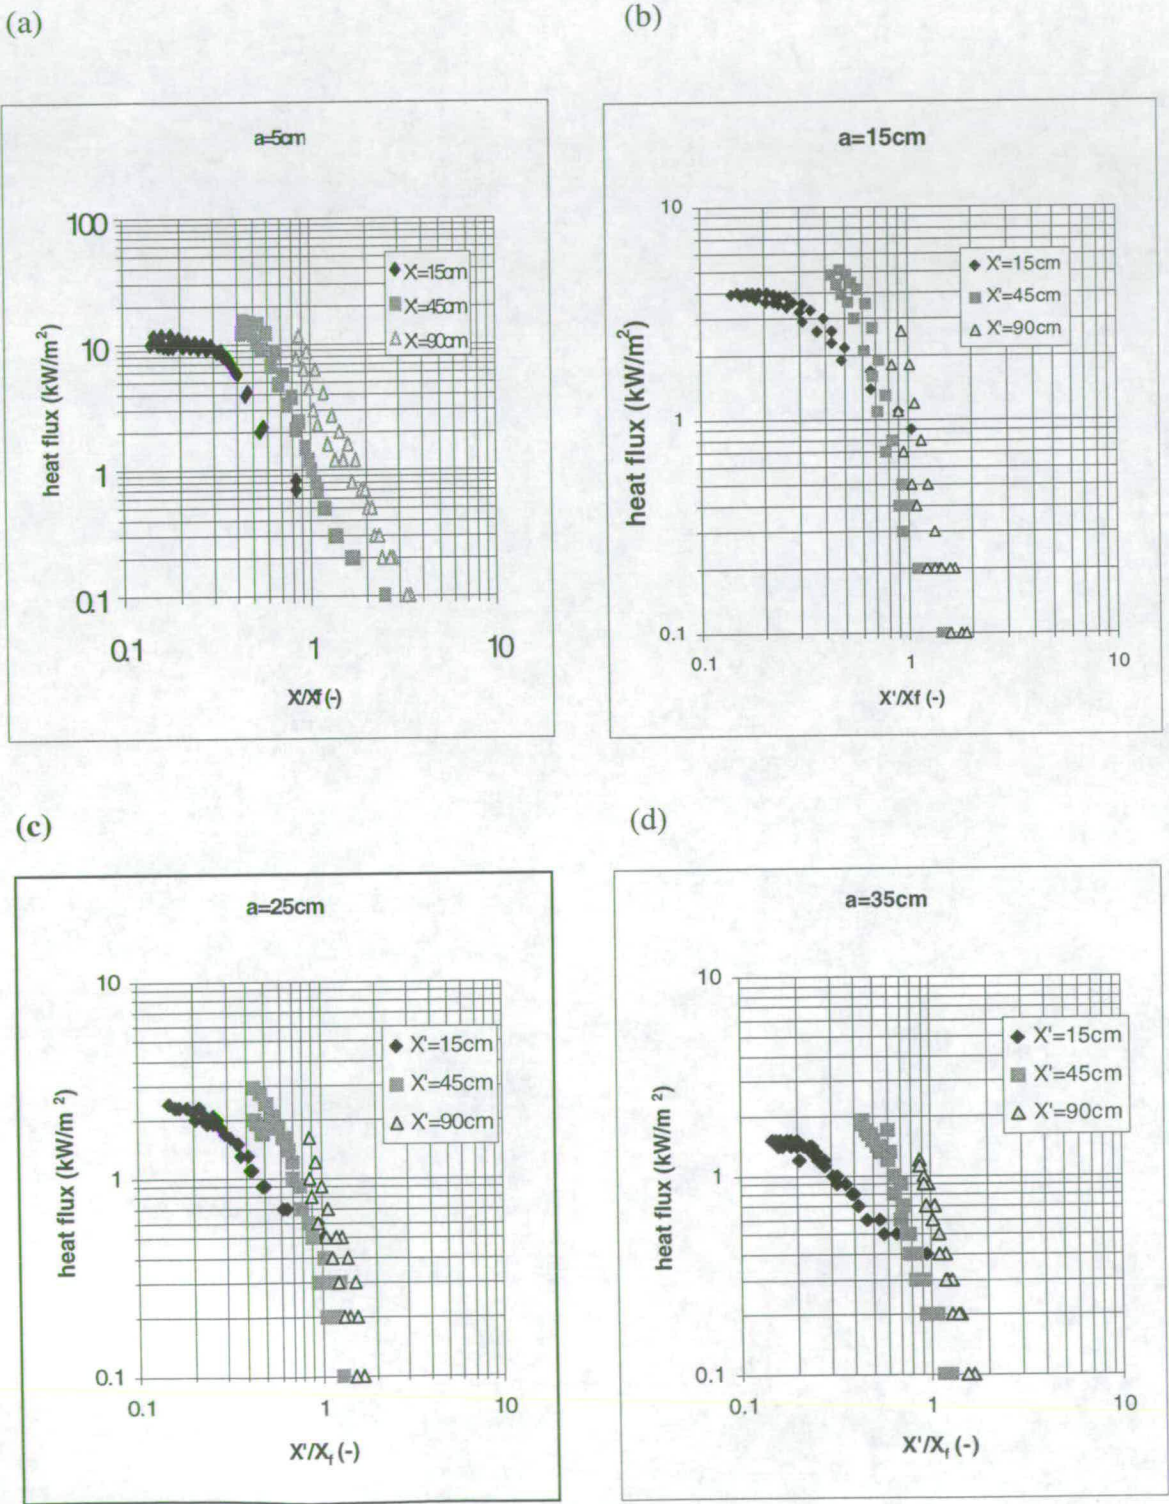 (a)
a=5cm
100
10
1
0.1
0.1
1
10
heat flux (kW/m²)
X'/Xf (-)
X'=15cm
X'=45cm
X'=90cm
(b)
a=15cm
10
1
0.1
0.1
1
10
heat flux (kW/m²)
X'/Xf (-)
X'=15cm
X'=45cm
X'=90cm
(c)
a=25cm
10
1
0.1
0.1
1
10
heat flux (kW/m²)
X'/Xf (-)
X'=15cm
X'=45cm
X'=90cm
(d)
a=35cm
10
1
0.1
0.1
1
10
heat flux (kW/m²)
X'/Xf (-)
X'=15cm
X'=45cm
X'=90cm